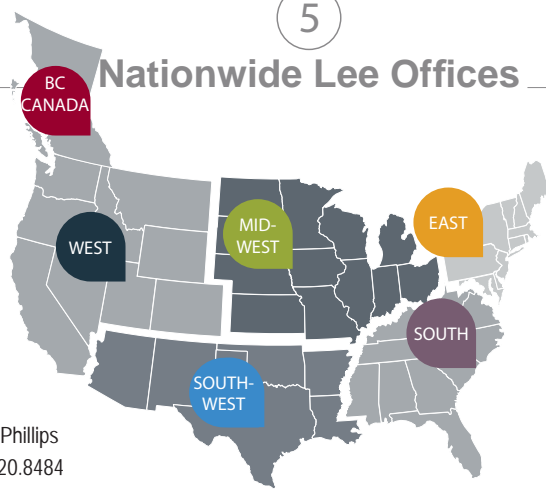 5
Nationwide Lee Offices
BC
CANADA
WEST
MID-
WEST
EAST
SOUTH
SOUTH-
WEST
Phillips
20.8484